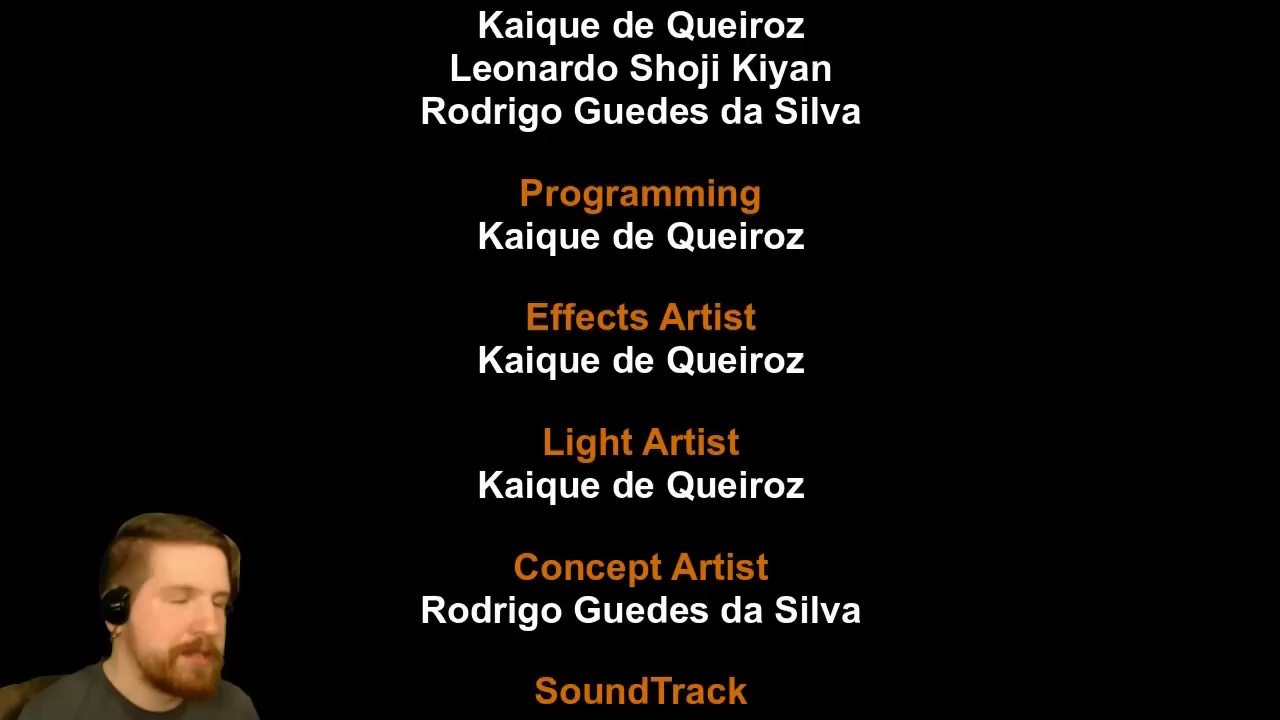 Kaique de Queiroz
Leonardo Shoji Kiyan
Rodrigo Guedes da Silva
Programming
Kaique de Queiroz
Effects Artist
Kaique de Queiroz
Light Artist
Kaique de Queiroz
Concept Artist
Rodrigo Guedes da Silva
SoundTrack